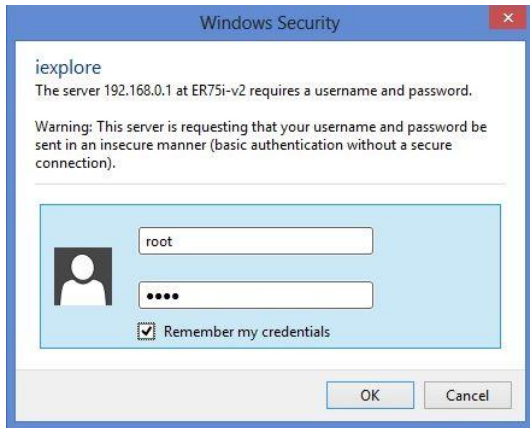 Windows Security
iexplore
The server 192.168.0.1 at ER75i-v2 requires a username and password.
Warning: This server is requesting that your username and password be
sent in an insecure manner (basic authentication without a secure
connection).
root
••••
Remember my credentials
OK
Cancel